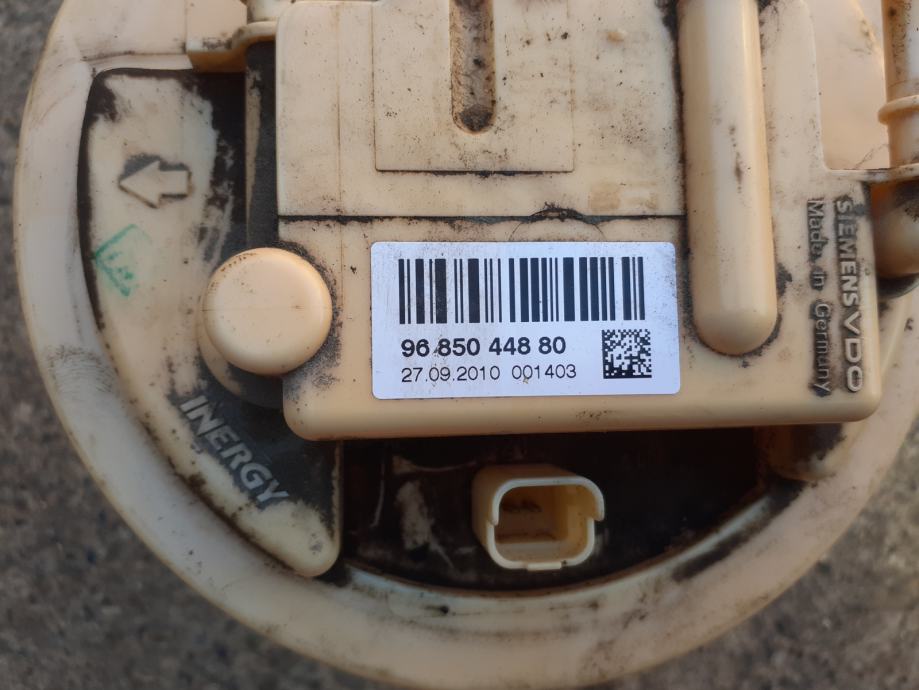 96 850 448 80
27.09.2010 001403
SIEMENS VDO
Made in Germany
INERGY